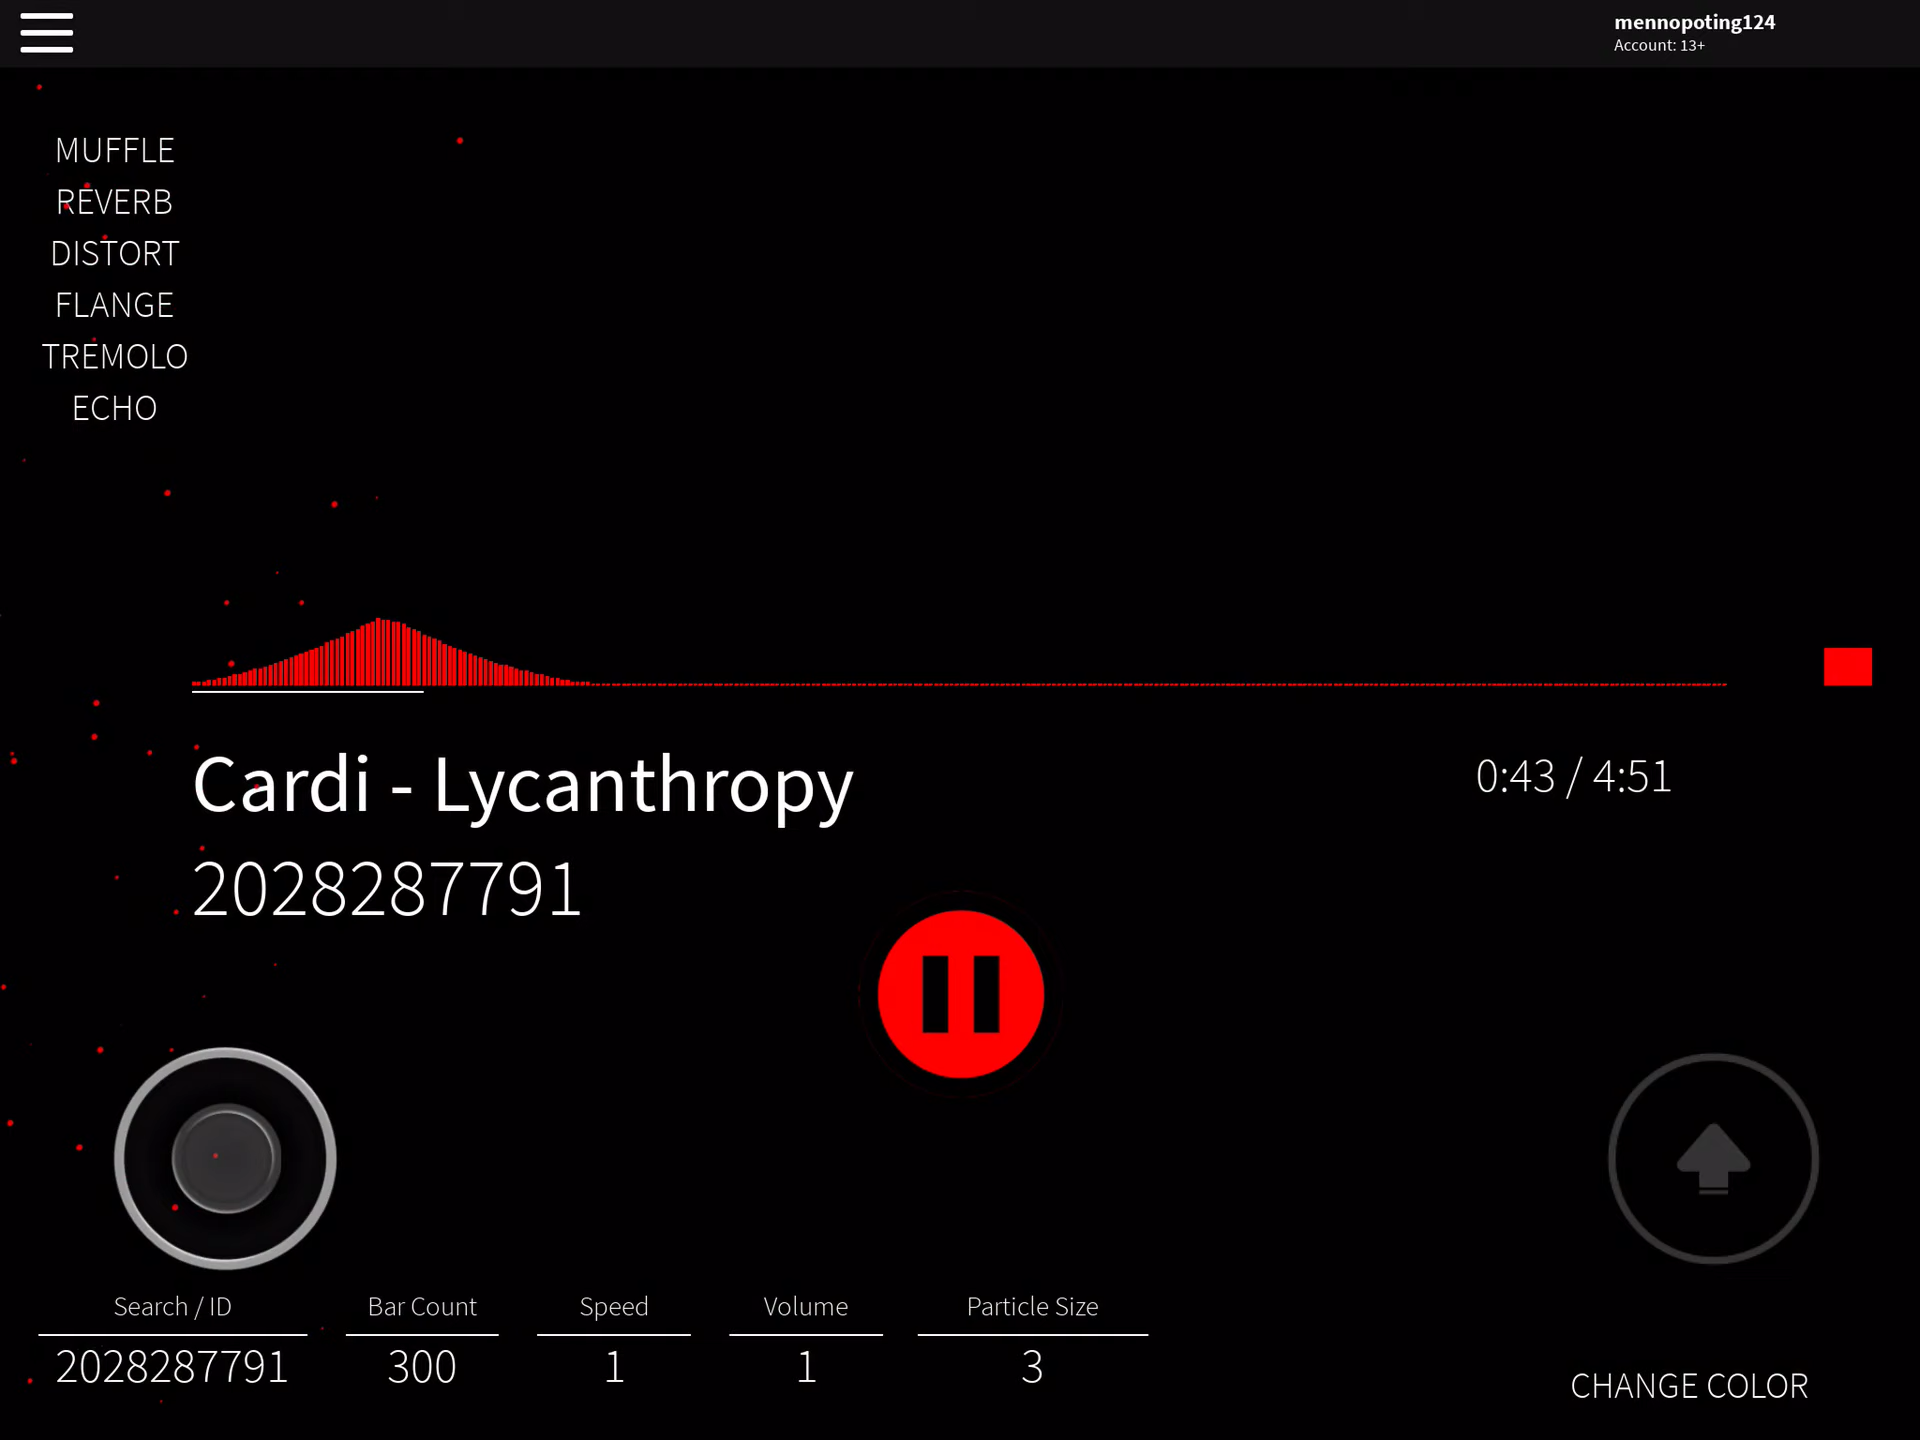 mennopoting124
Account: 13+
MUFFLE
REVERB
DISTORT
FLANGE
TREMOLO
ECHO
Cardi - Lycanthropy
0:43 / 4:51
2028287791
Search / ID
Bar Count
Speed
Volume
Particle Size
2028287791
300
1
1
3
CHANGE COLOR